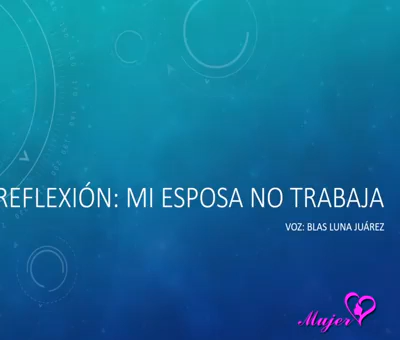 REFLEXIÓN: MI ESPOSA NO TRABAJA
VOZ: BLAS LUNA JUÁREZ
Mujer